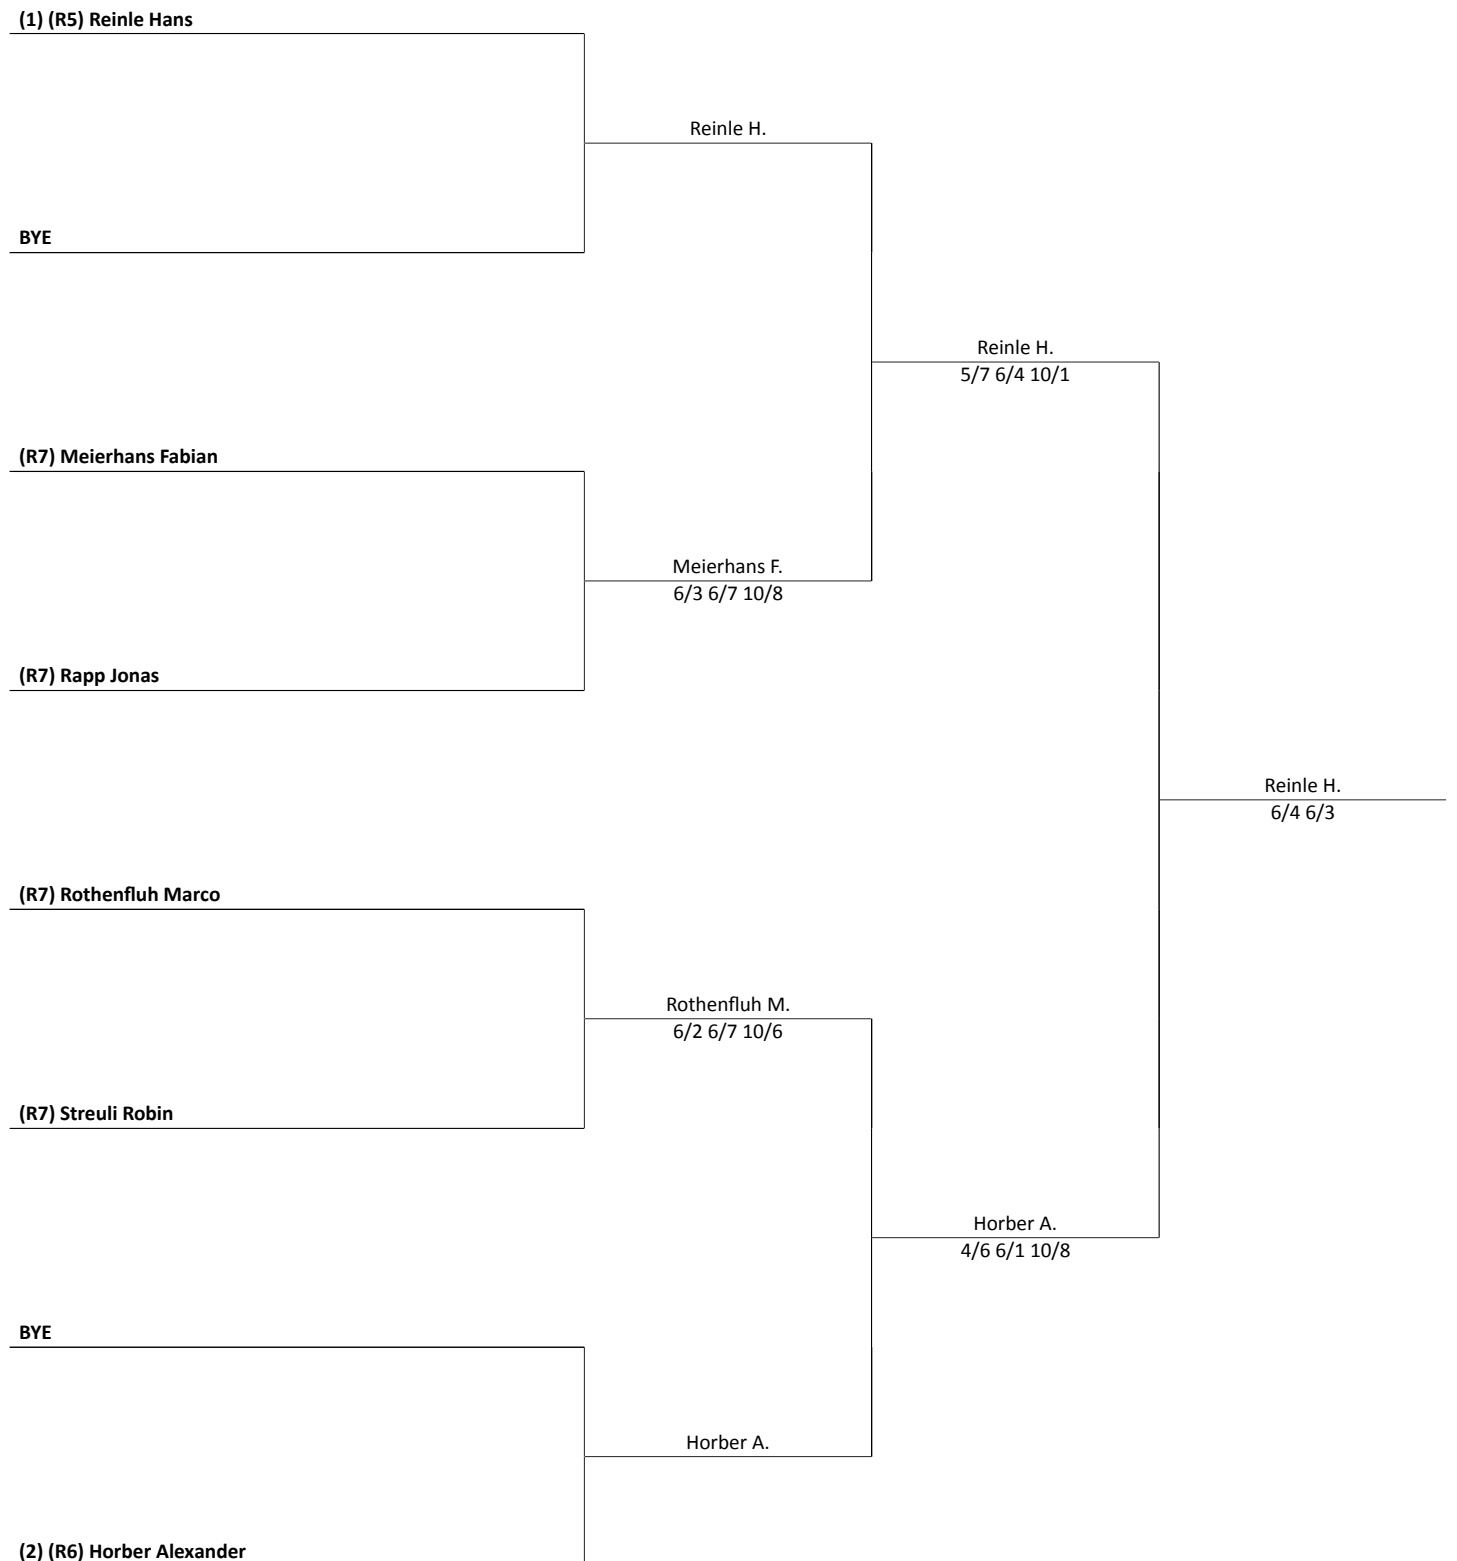 (1) (R5) Reinle Hans
Reinle H.
BYE
Reinle H.
5/7 6/4 10/1
(R7) Meierhans Fabian
Meierhans F.
6/3 6/7 10/8
(R7) Rapp Jonas
Reinle H.
6/4 6/3
(R7) Rothenfluh Marco
Rothenfluh M.
6/2 6/7 10/6
(R7) Streuli Robin
Horber A.
4/6 6/1 10/8
BYE
Horber A.
(2) (R6) Horber Alexander